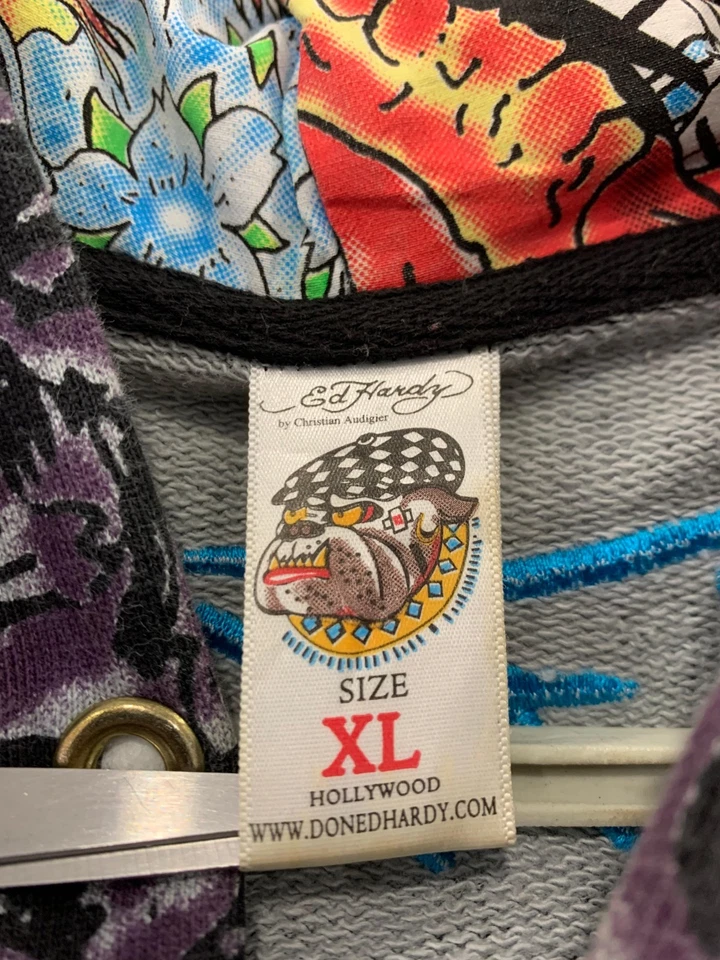 Ed Hardy
by Christian Audigier
SIZE
XL
HOLLYWOOD
WWW.DONEDHARDY.COM